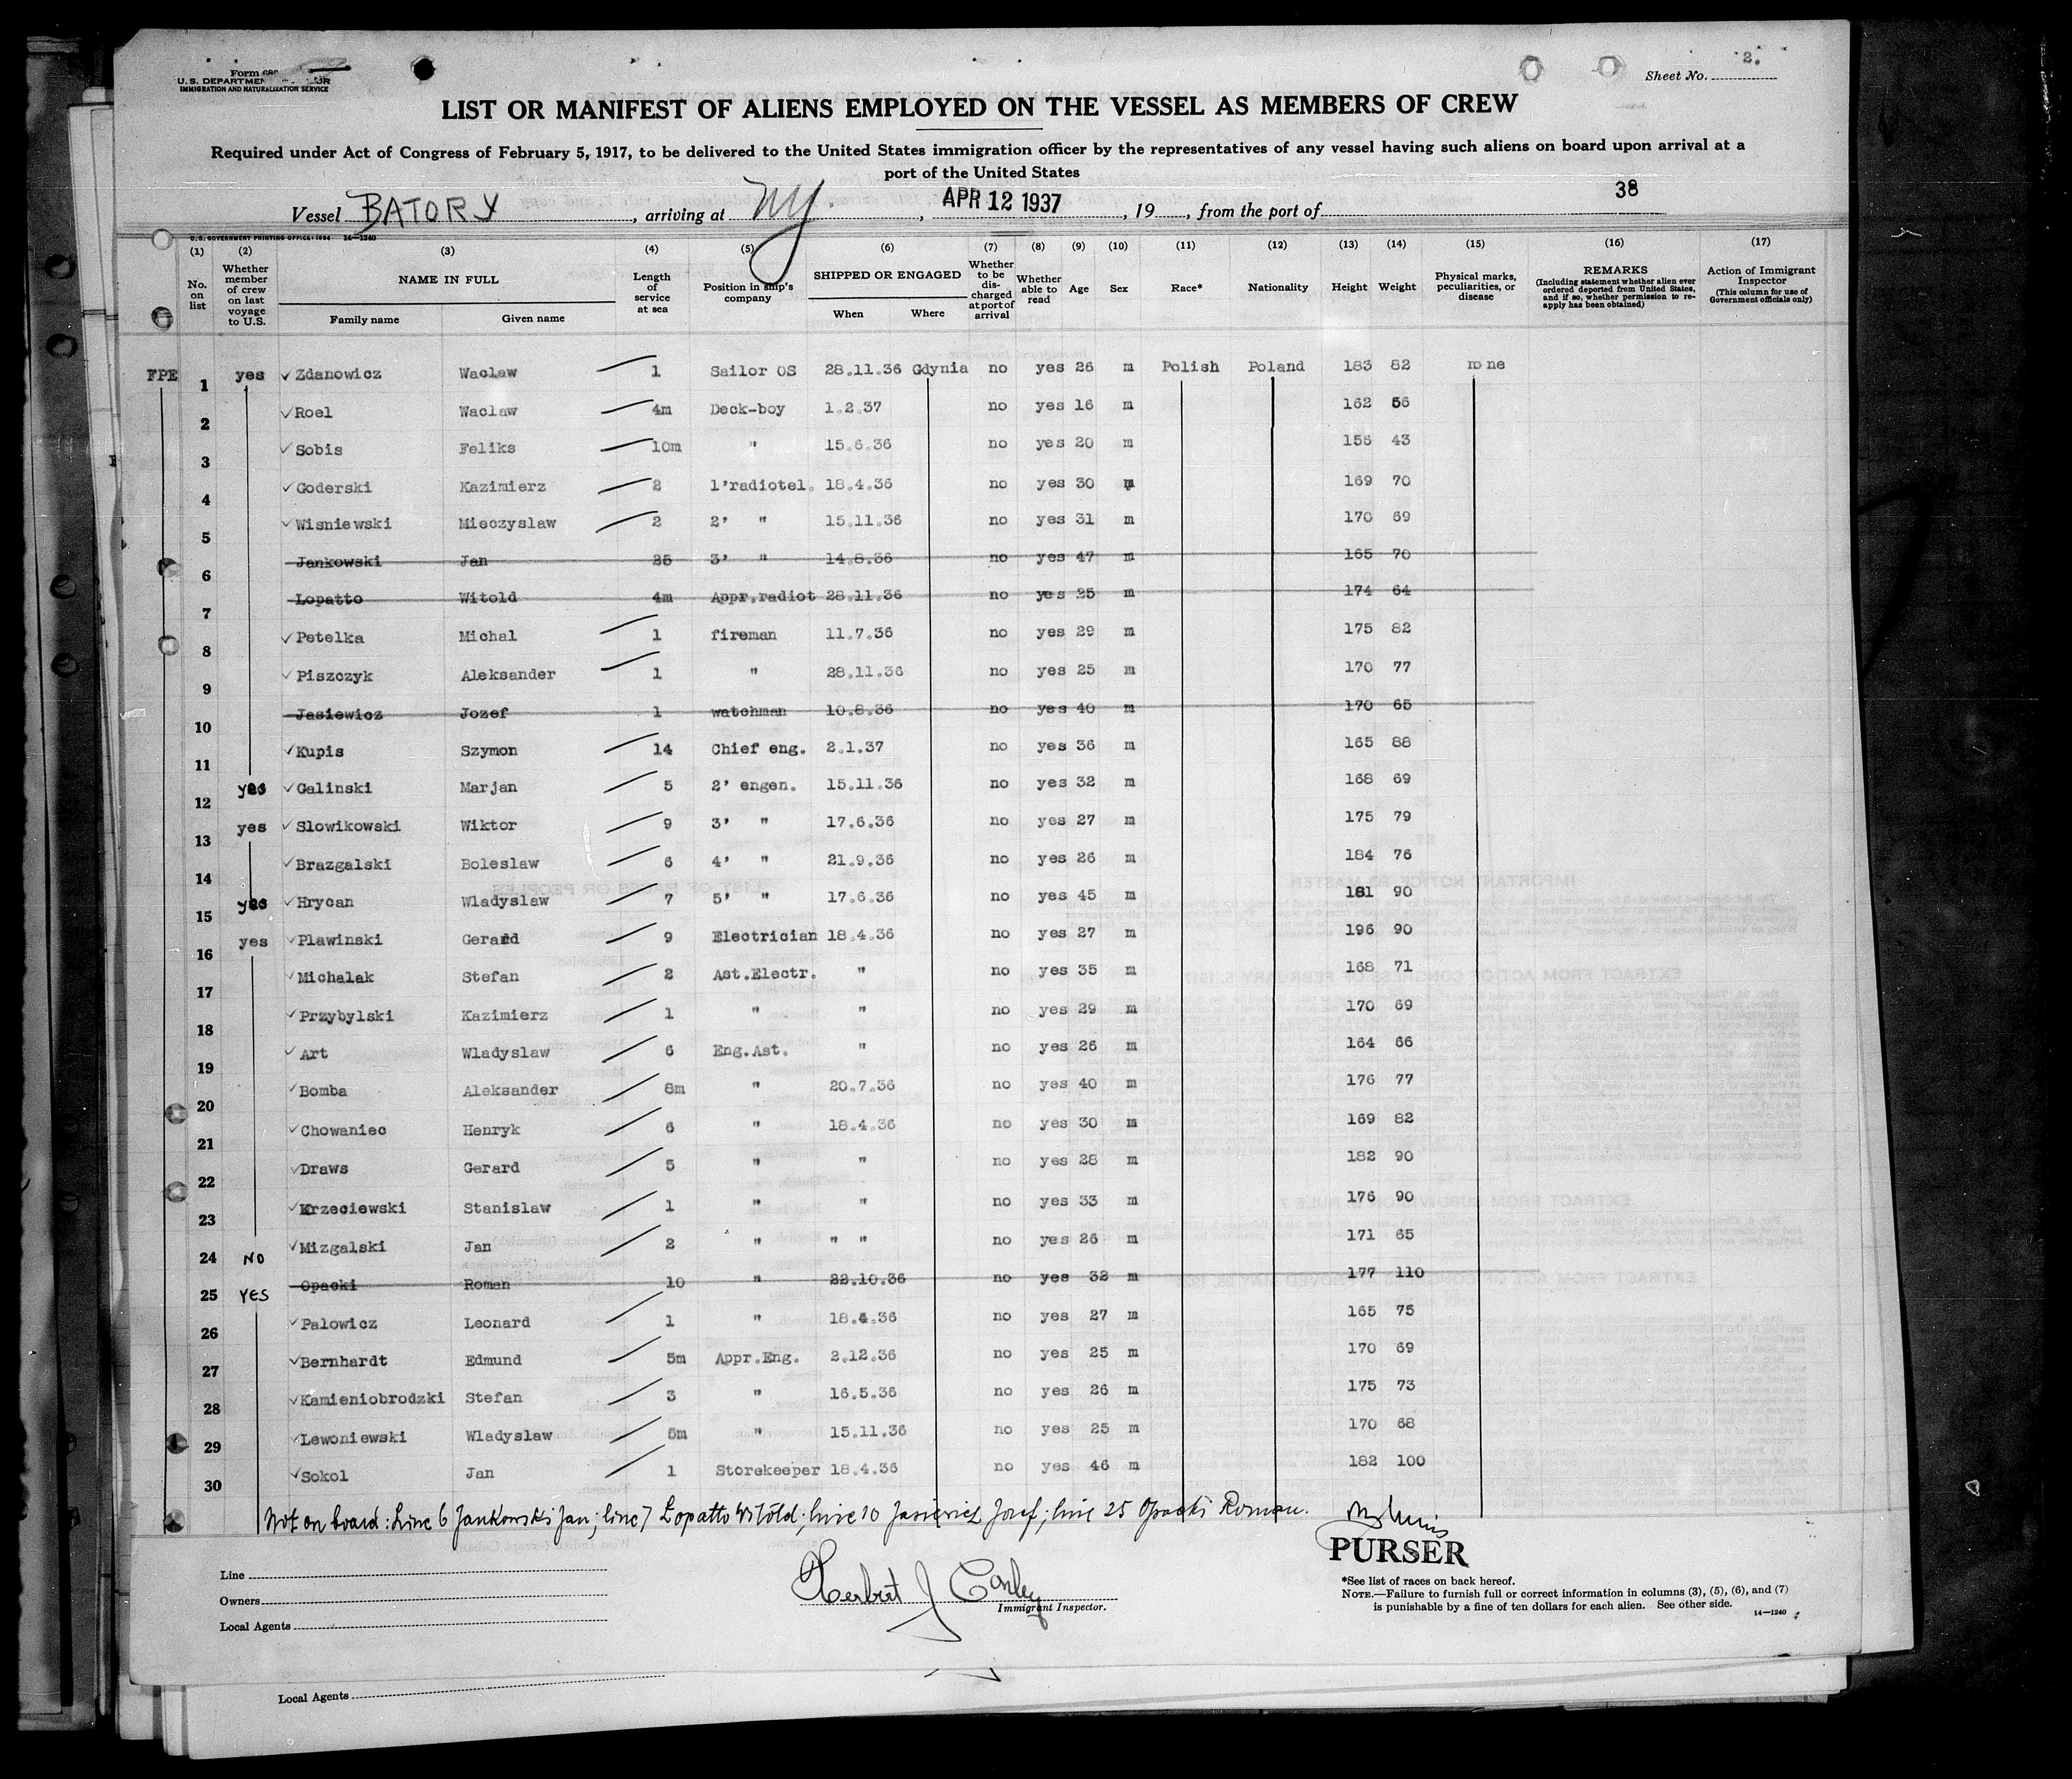 Form 680
U.S. DEPARTMENT OF LABOR
IMMIGRATION AND NATURALIZATION SERVICE
Sheet No. 2.
LIST OR MANIFEST OF ALIENS EMPLOYED ON THE VESSEL AS MEMBERS OF CREW
Required under Act of Congress of February 5, 1917, to be delivered to the United States immigration officer by the representatives of any vessel having such aliens on board upon arrival at a
port of the United States
38
Vessel BATORY, arriving at NY., APR 12 1937, 19, from the port of
U.S. GOVERNMENT PRINTING OFFICE: 1934 14—1240
(1) (2) (3) (4) (5) (6) (7) (8) (9) (10) (11) (12) (13) (14) (15) (16) (17)
No. on list
Whether member of crew on last voyage to U.S.
NAME IN FULL
Family name Given name
Length of service at sea
Position in ship's company
SHIPPED OR ENGAGED
When Where
Whether to be discharged at port of arrival
Whether able to read
Age Sex Race* Nationality Height Weight
Physical marks, peculiarities, or disease
REMARKS
(Including statement whether alien ever ordered deported from United States, and if so, whether permission to reapply has been obtained)
Action of Immigrant Inspector
(This column for use of Government officials only)
FPE 1 yes Zdanowicz Waclaw 1 Sailor OS 28.11.36 Gdynia no yes 26 m Polish Poland 183 82 none
2 Roel Waclaw 4m Deck-boy 1.2.37 no yes 16 m 162 56
3 Sobis Feliks 10m " 15.6.36 no yes 20 m 156 43
4 Goderski Kazimierz 2 1'radiotel. 18.4.36 no yes 30 m 169 70
5 Wisniewski Mieczyslaw 2 2' " 15.11.36 no yes 31 m 170 69
6 Jankowski Jan 25 3' " 14.8.36 no yes 47 m 165 70
7 Lopatto Witold 4m Appr.radiot 28.11.36 no yes 25 m 174 64
8 Petelka Michal 1 fireman 11.7.36 no yes 29 m 175 82
9 Piszczyk Aleksander 1 " 28.11.36 no yes 25 m 170 77
10 Jasiewicz Jozef 1 watchman 10.8.36 no yes 40 m 170 65
11 Kupis Szymon 14 Chief eng. 2.1.37 no yes 36 m 165 88
12 yes Galinski Marjan 5 2' engen. 15.11.36 no yes 32 m 168 69
13 yes Slowikowski Wiktor 9 3' " 17.6.36 no yes 27 m 175 79
14 Brazgalski Boleslaw 6 4' " 21.9.36 no yes 26 m 184 76
15 yes Hrycan Wladyslaw 7 5' " 17.6.36 no yes 45 m 181 90
16 yes Plawinski Gerard 9 Electrician 18.4.36 no yes 27 m 196 90
17 Michalak Stefan 2 Ast.Electr. " no yes 35 m 168 71
18 Przybylski Kazimierz 1 " " no yes 29 m 170 69
19 Art Wladyslaw 6 Eng.Ast. " no yes 26 m 164 66
20 Bomba Aleksander 8m " 20.7.36 no yes 40 m 176 77
21 Chowaniec Henryk 6 " 18.4.36 no yes 30 m 169 82
22 Draws Gerard 5 " " no yes 28 m 182 90
23 Krzeciewski Stanislaw 1 " " no yes 33 m 176 90
24 NO Mizgalski Jan 2 " " " no yes 26 m 171 65
25 YES Opacki Roman 10 " 22.10.36 no yes 32 m 177 110
26 Palowicz Leonard 1 " 18.4.36 no yes 27 m 165 75
27 Bernhardt Edmund 5m Appr.Eng. 2.12.36 no yes 25 m 170 69
28 Kamieniobrodzki Stefan 3 " 16.5.36 no yes 26 m 175 73
29 Lewoniewski Wladyslaw 5m " 15.11.36 no yes 25 m 170 68
30 Sokol Jan 1 Storekeeper 18.4.36 no yes 46 m 182 100
Not on board: Line 6 Jankowski Jan; line 7 Lopatto Witold; line 10 Jasiewicz Jozef; line 25 Opacki Roman.
PURSER
Line
Owners
Local Agents
Herbert J Conley
Immigrant Inspector.
*See list of races on back hereof.
NOTE.—Failure to furnish full or correct information in columns (3), (5), (6), and (7)
is punishable by a fine of ten dollars for each alien. See other side.
14—1240
Local Agents